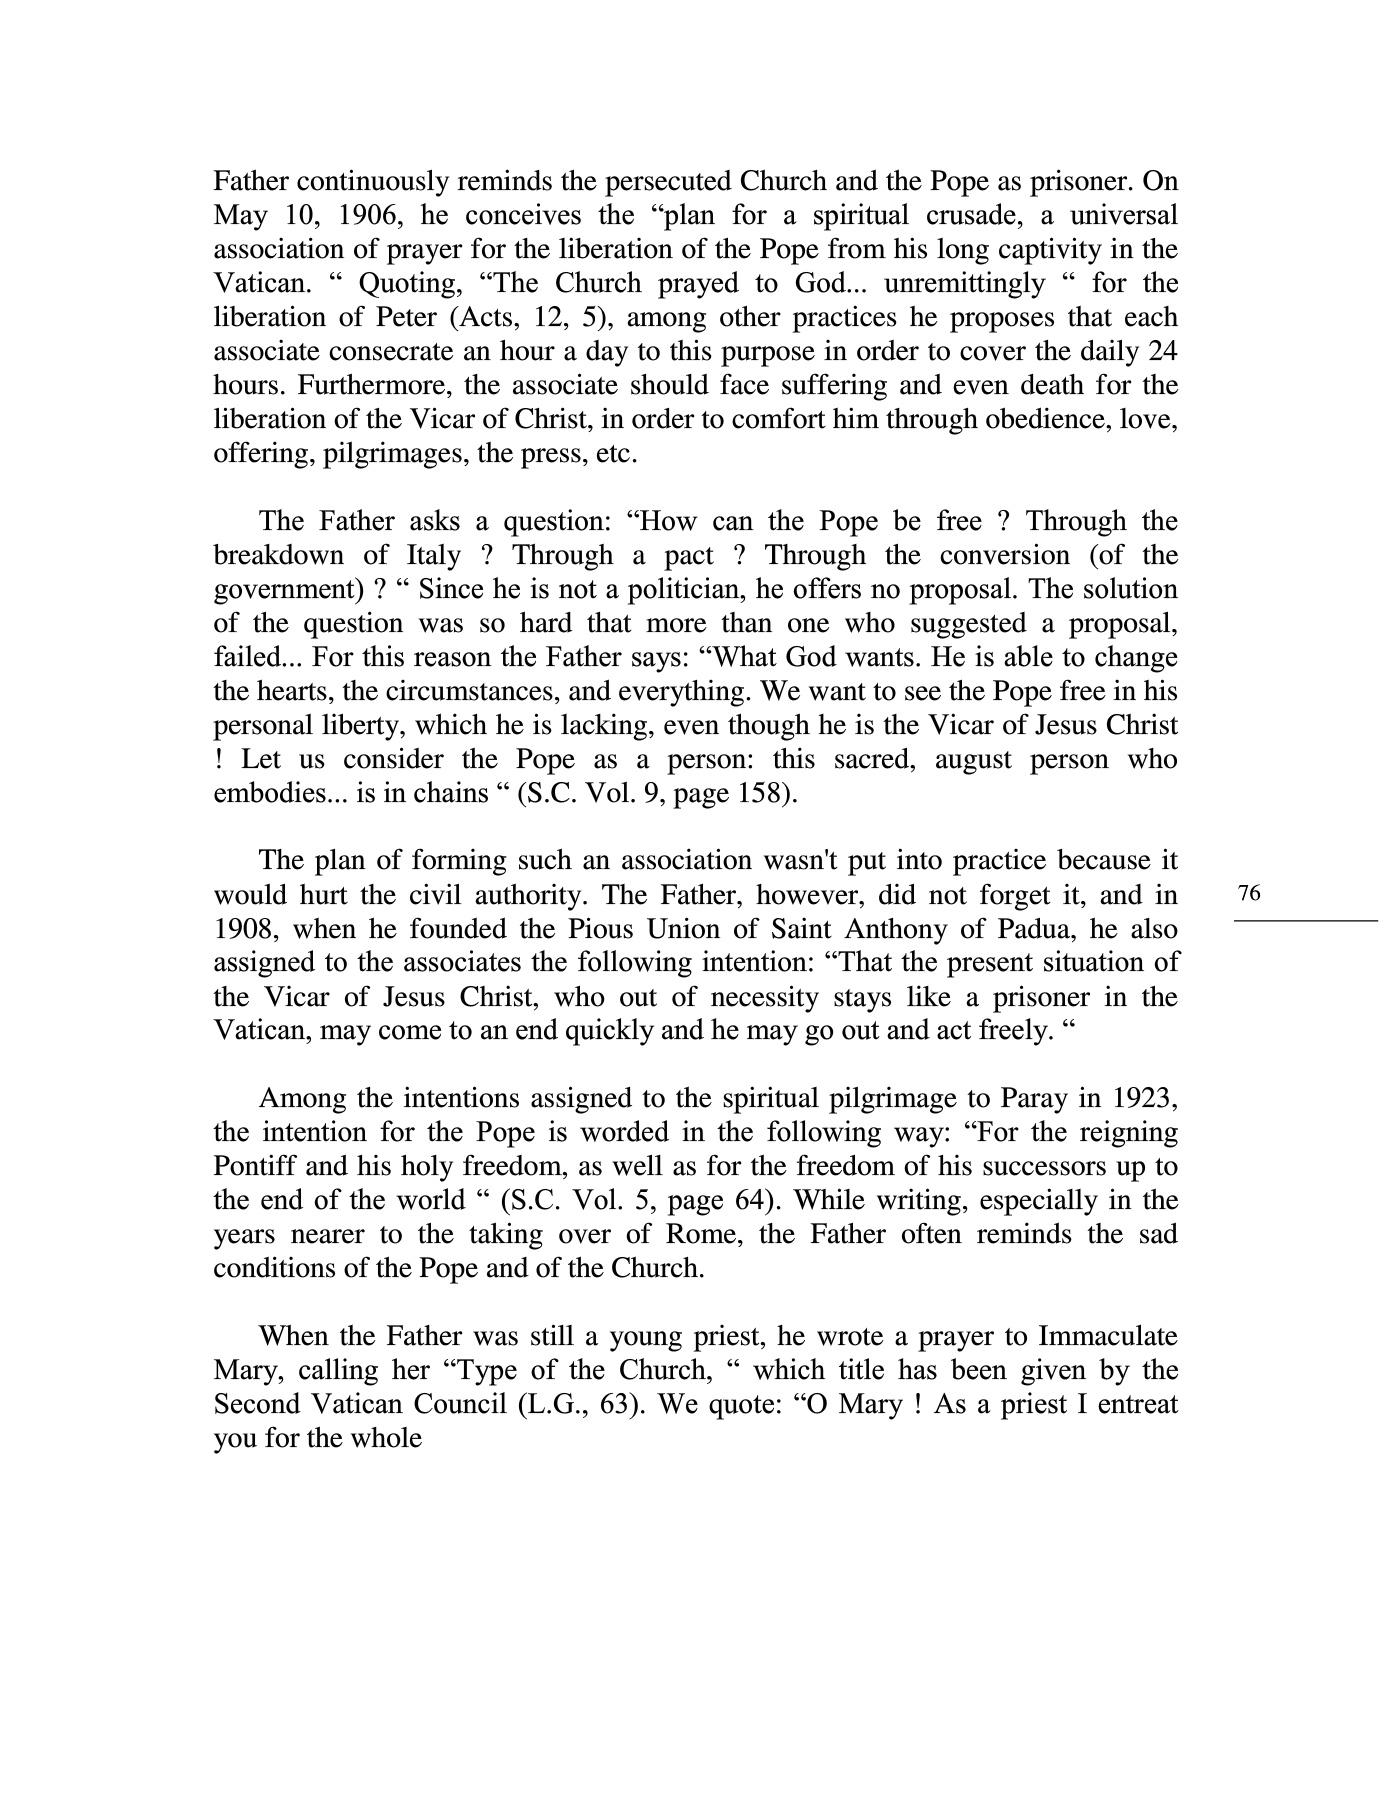 Father continuously reminds the persecuted Church and the Pope as prisoner. On
May 10, 1906, he conceives the “plan for a spiritual crusade, a universal
association of prayer for the liberation of the Pope from his long captivity in the
Vatican. “ Quoting, “The Church prayed to God... unremittingly “ for the
liberation of Peter (Acts, 12, 5), among other practices he proposes that each
associate consecrate an hour a day to this purpose in order to cover the daily 24
hours. Furthermore, the associate should face suffering and even death for the
liberation of the Vicar of Christ, in order to comfort him through obedience, love,
offering, pilgrimages, the press, etc.
The Father asks a question: “How can the Pope be free ? Through the
breakdown of Italy ? Through a pact ? Through the conversion (of the
government) ? “ Since he is not a politician, he offers no proposal. The solution
of the question was so hard that more than one who suggested a proposal,
failed... For this reason the Father says: “What God wants. He is able to change
the hearts, the circumstances, and everything. We want to see the Pope free in his
personal liberty, which he is lacking, even though he is the Vicar of Jesus Christ
! Let us consider the Pope as a person: this sacred, august person who
embodies... is in chains “ (S.C. Vol. 9, page 158).
The plan of forming such an association wasn't put into practice because it
would hurt the civil authority. The Father, however, did not forget it, and in
1908, when he founded the Pious Union of Saint Anthony of Padua, he also
assigned to the associates the following intention: “That the present situation of
the Vicar of Jesus Christ, who out of necessity stays like a prisoner in the
Vatican, may come to an end quickly and he may go out and act freely. “
Among the intentions assigned to the spiritual pilgrimage to Paray in 1923,
the intention for the Pope is worded in the following way: “For the reigning
Pontiff and his holy freedom, as well as for the freedom of his successors up to
the end of the world “ (S.C. Vol. 5, page 64). While writing, especially in the
years nearer to the taking over of Rome, the Father often reminds the sad
conditions of the Pope and of the Church.
When the Father was still a young priest, he wrote a prayer to Immaculate
Mary, calling her “Type of the Church, “ which title has been given by the
Second Vatican Council (L.G., 63). We quote: “O Mary ! As a priest I entreat
you for the whole
76